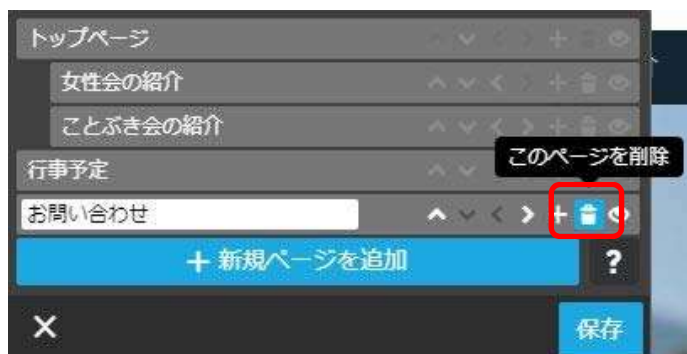 トップページ
女性会の紹介
ことぶき会の紹介
このページを削除
行事予定
お問い合わせ
+ 新規ページを追加
?
保存